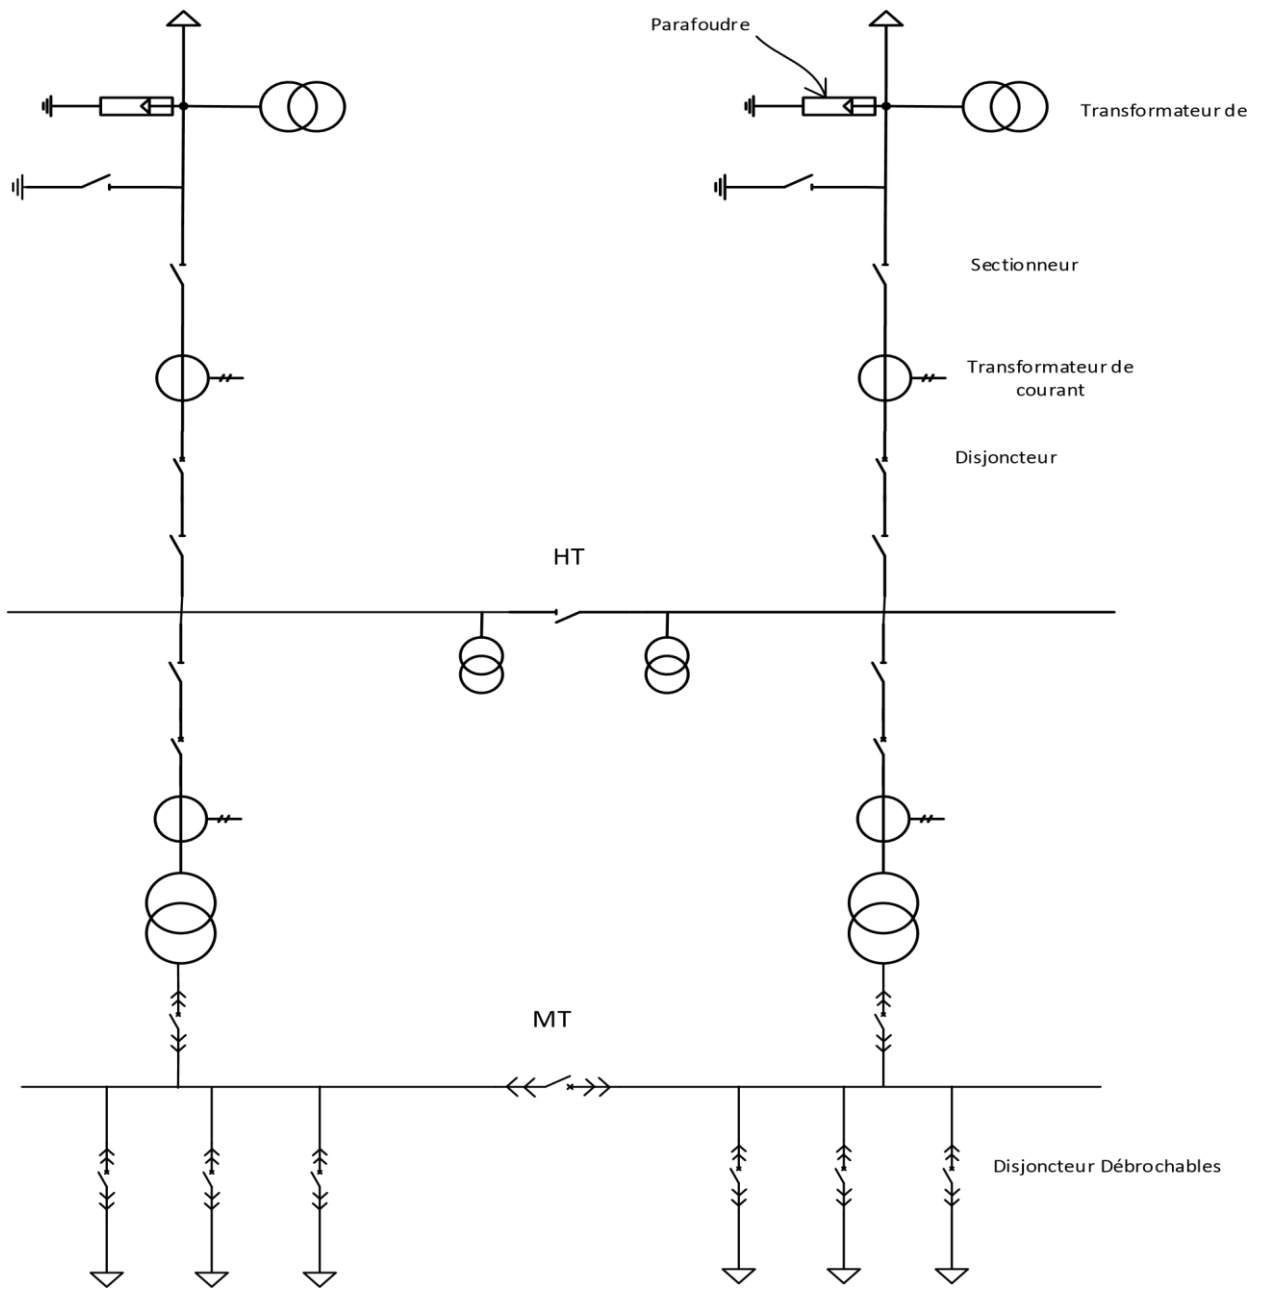 Parafoudre
Transformateur de
Sectionneur
Transformateur de
courant
Disjoncteur
HT
MT
Disjoncteur Débrochables